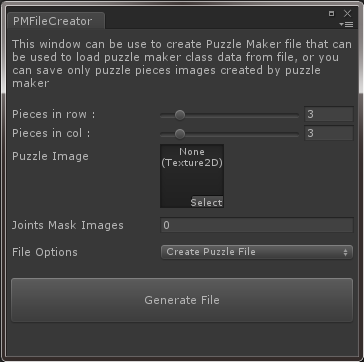 PMFileCreator
This window can be use to create Puzzle Maker file that can
be used to load puzzle maker class data from file, or you
can save only puzzle pieces images created by puzzle
maker
Pieces in row :
3
Pieces in col :
3
Puzzle Image
None
(Texture2D)
Select
Joints Mask Images
0
File Options
Create Puzzle File
Generate File